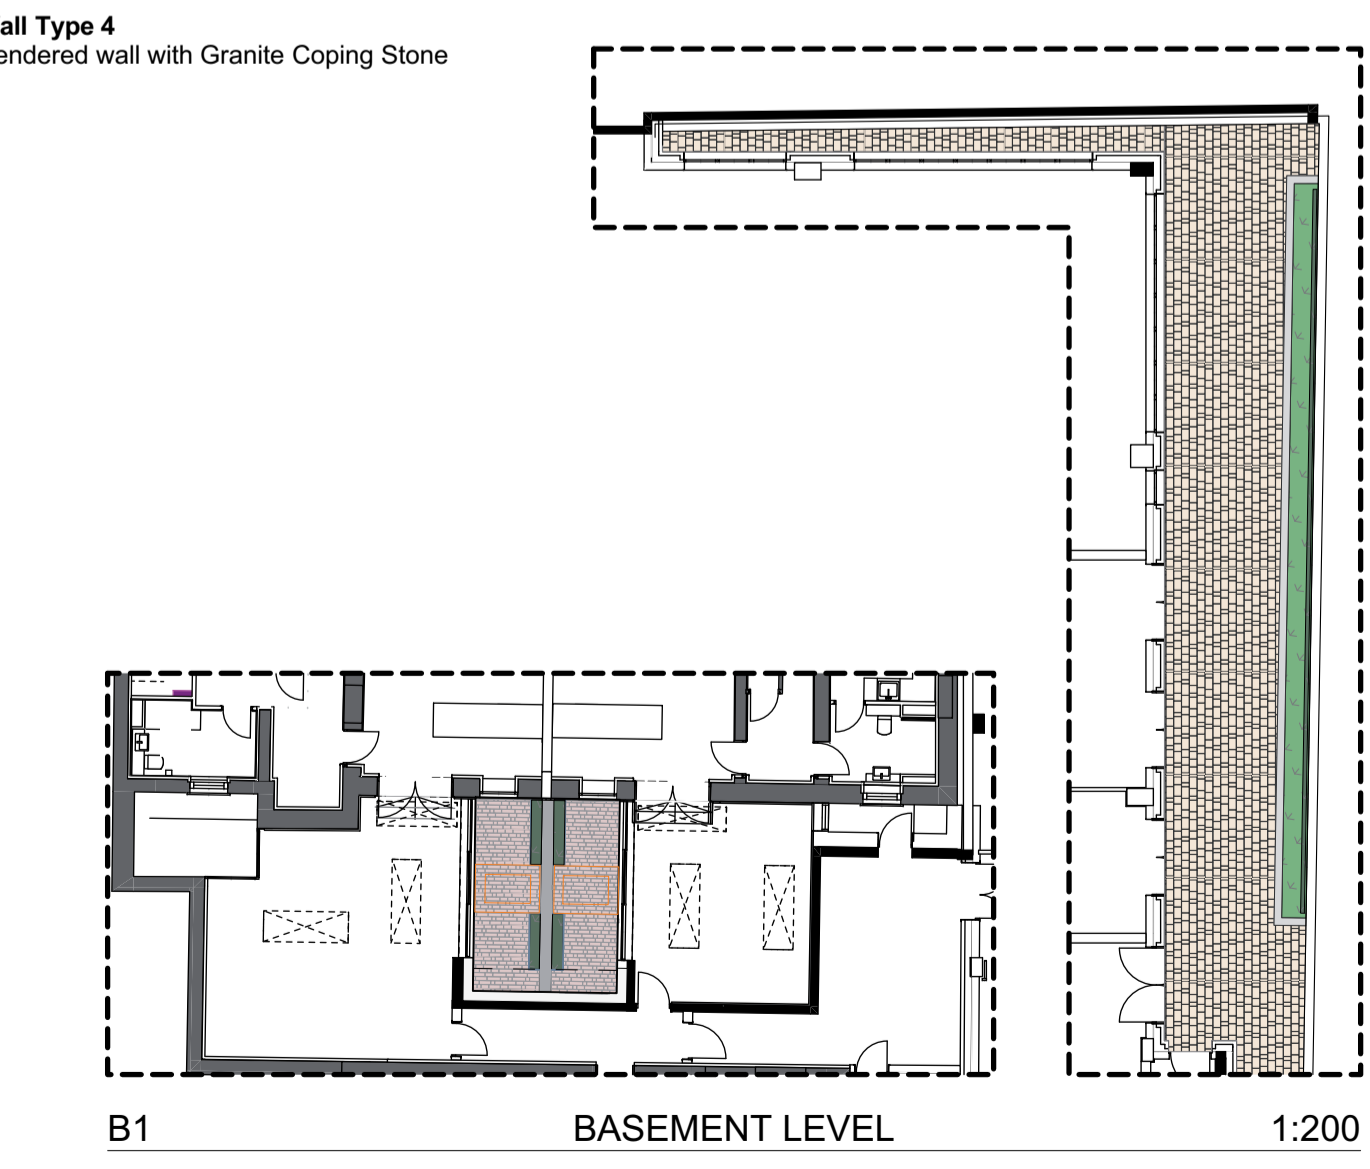 all Type 4
endered wall with Granite Coping Stone
B1 BASEMENT LEVEL 1:200